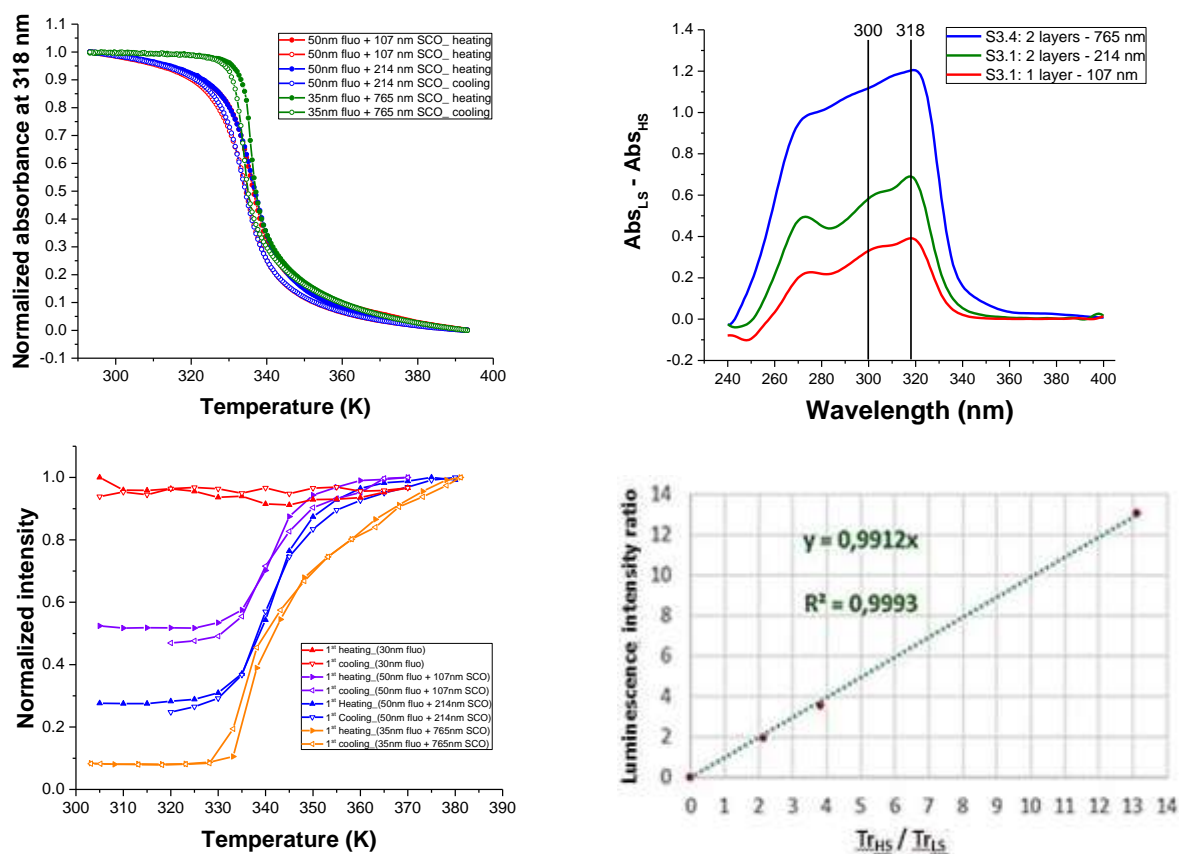 1.1
1.0
0.9
0.8
0.7
0.6
0.5
0.4
0.3
0.2
0.1
0.0
-0.1
Normalized absorbance at 318 nm
50nm fluo + 107 nm SCO_ heating
50nm fluo + 107 nm SCO_ cooling
50nm fluo + 214 nm SCO_ heating
50nm fluo + 214 nm SCO_ cooling
35nm fluo + 765 nm SCO_ heating
35nm fluo + 765 nm SCO_ cooling
300 320 340 360 380 400
Temperature (K)
300 318
S3.4: 2 layers - 765 nm
S3.1: 2 layers - 214 nm
S3.1: 1 layer - 107 nm
1.4
1.2
1.0
0.8
0.6
0.4
0.2
0.0
-0.2
AbsLS - AbsHS
240 260 280 300 320 340 360 380 400
Wavelength (nm)
1.0
0.8
0.6
0.4
0.2
0.0
Normalized intensity
1st heating_(30nm fluo)
1st cooling_(30nm fluo)
1st heating_(50nm fluo + 107nm SCO)
1st cooling_(50nm fluo + 107nm SCO)
1st Heating_(50nm fluo + 214nm SCO)
1st Cooling_(50nm fluo + 214nm SCO)
1st heating_(35nm fluo + 765nm SCO)
1st cooling_(35nm fluo + 765nm SCO)
300 310 320 330 340 350 360 370 380 390
Temperature (K)
14
12
10
8
6
4
2
0
Luminescence intensity ratio
y = 0,9912x
R² = 0,9993
0 1 2 3 4 5 6 7 8 9 10 11 12 13 14
TrHS / TrLS